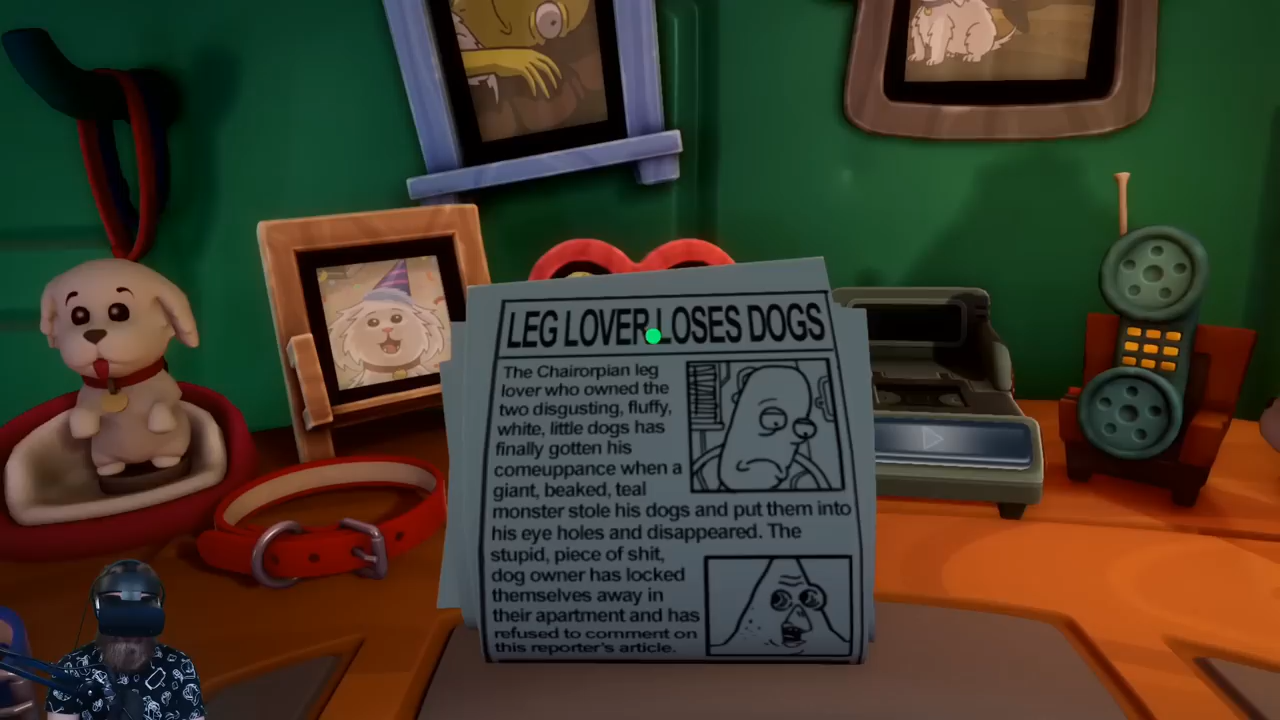 LEG LOVER LOSES DOGS
The Chairorpian leg
lover who owned the
two disgusting, fluffy,
white, little dogs has
finally gotten his
comeuppance when a
giant, beaked, teal
monster stole his dogs and put them into
his eye holes and disappeared. The
stupid, piece of shit,
dog owner has locked
themselves away in
their apartment and has
refused to comment on
this reporter's article.